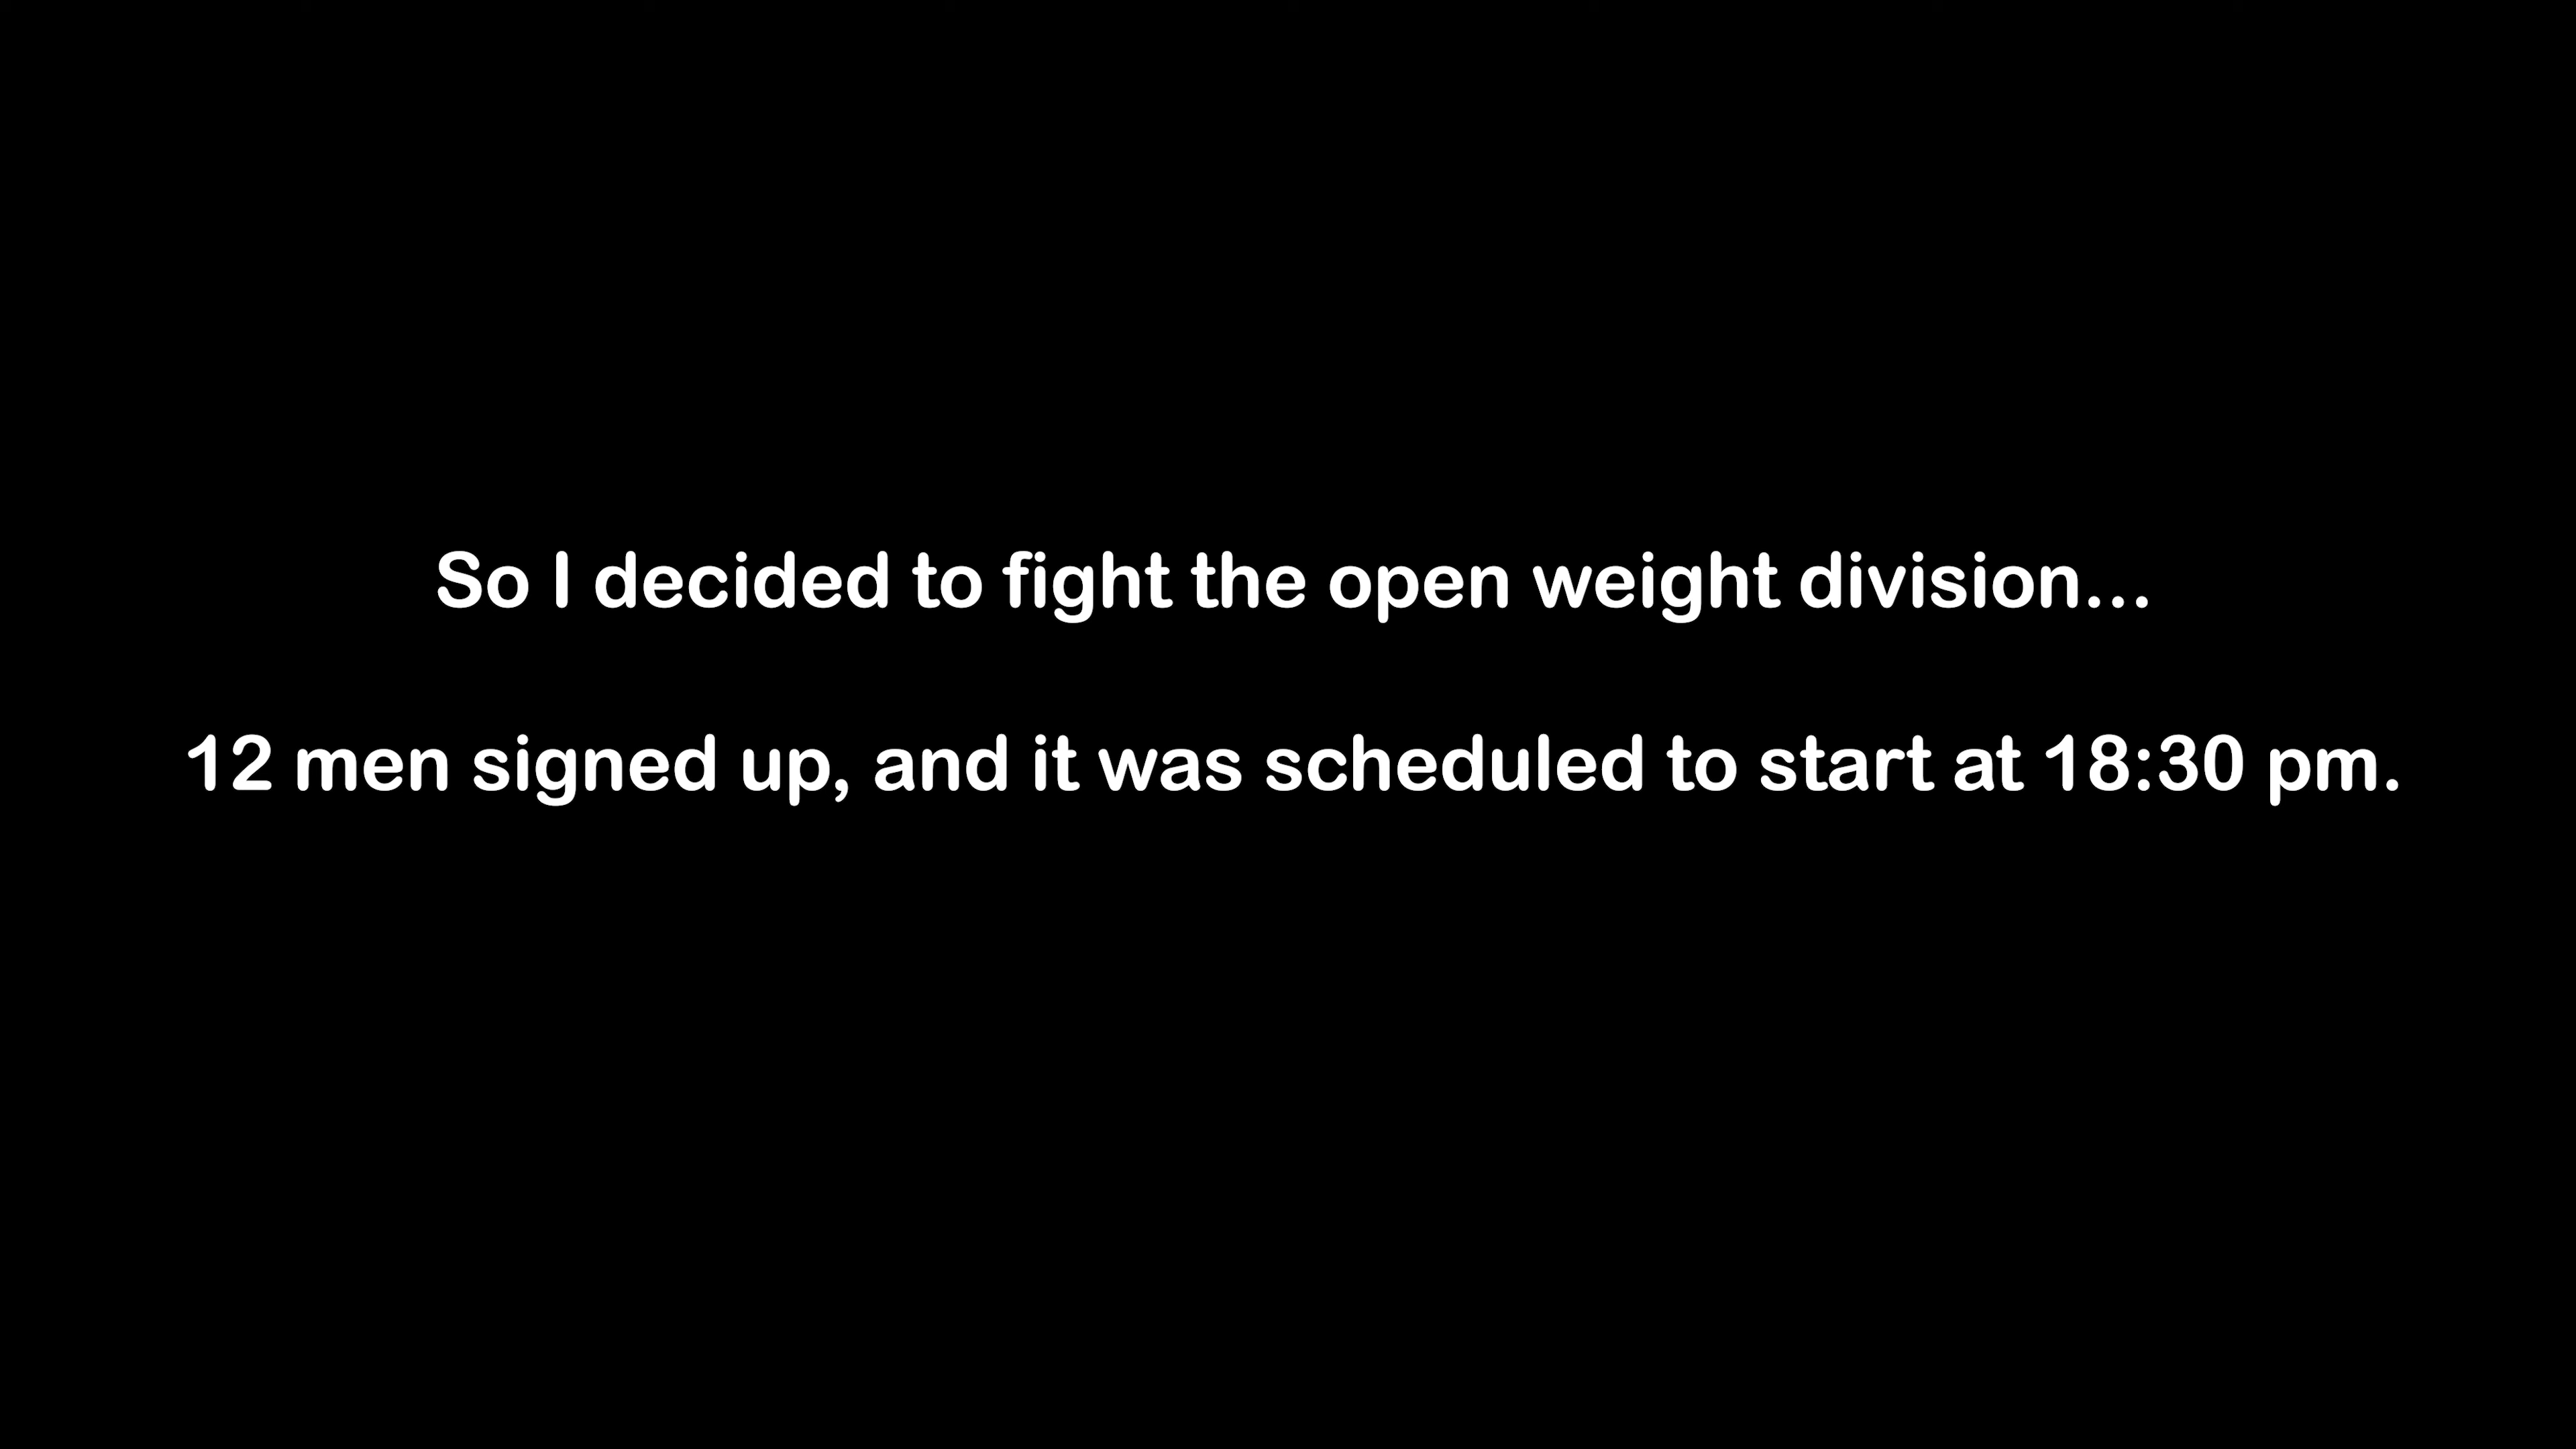 So I decided to fight the open weight division...
12 men signed up, and it was scheduled to start at 18:30 pm.